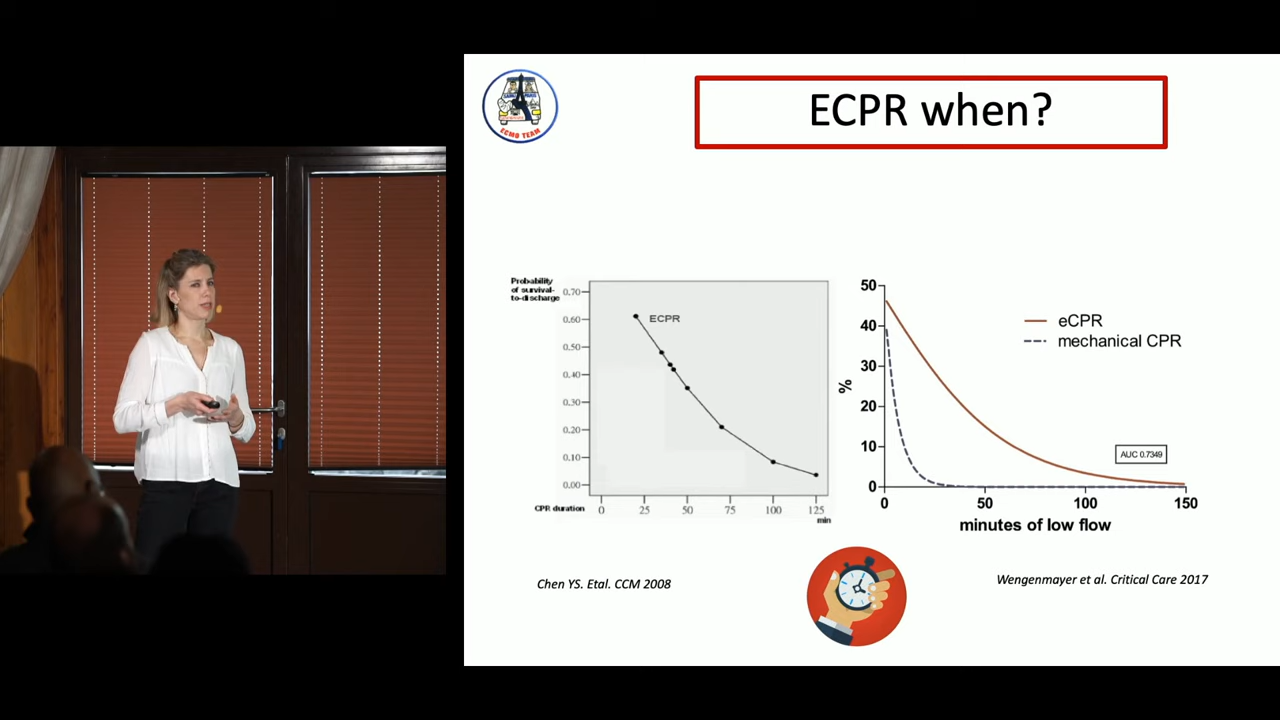 ECPR when?
ECMO TEAM
Probability
of survival-
to-discharge
0.70
0.60
0.50
0.40
0.30
0.20
0.10
0.00
ECPR
CPR duration
0 25 50 75 100 125
min
50
40
30
20
10
0
%
eCPR
mechanical CPR
AUC 0.7349
0 50 100 150
minutes of low flow
Chen YS. Etal. CCM 2008
Wengenmayer et al. Critical Care 2017